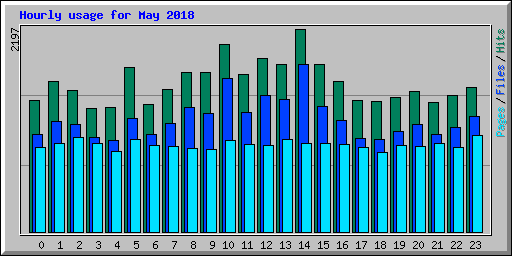 Hourly usage for May 2018
2197
Pages / Files / Hits
0 1 2 3 4 5 6 7 8 9 10 11 12 13 14 15 16 17 18 19 20 21 22 23